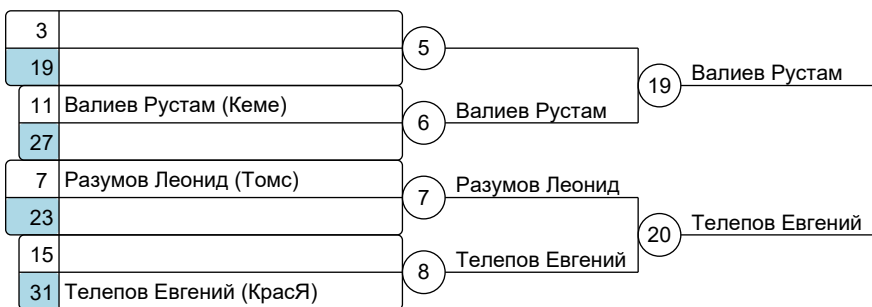 3
19
5
11 Валиев Рустам (Кеме)
27
6
Валиев Рустам
19
Валиев Рустам
7 Разумов Леонид (Томс)
23
7
Разумов Леонид
15
31 Телепов Евгений (КрасЯ)
8
Телепов Евгений
20
Телепов Евгений